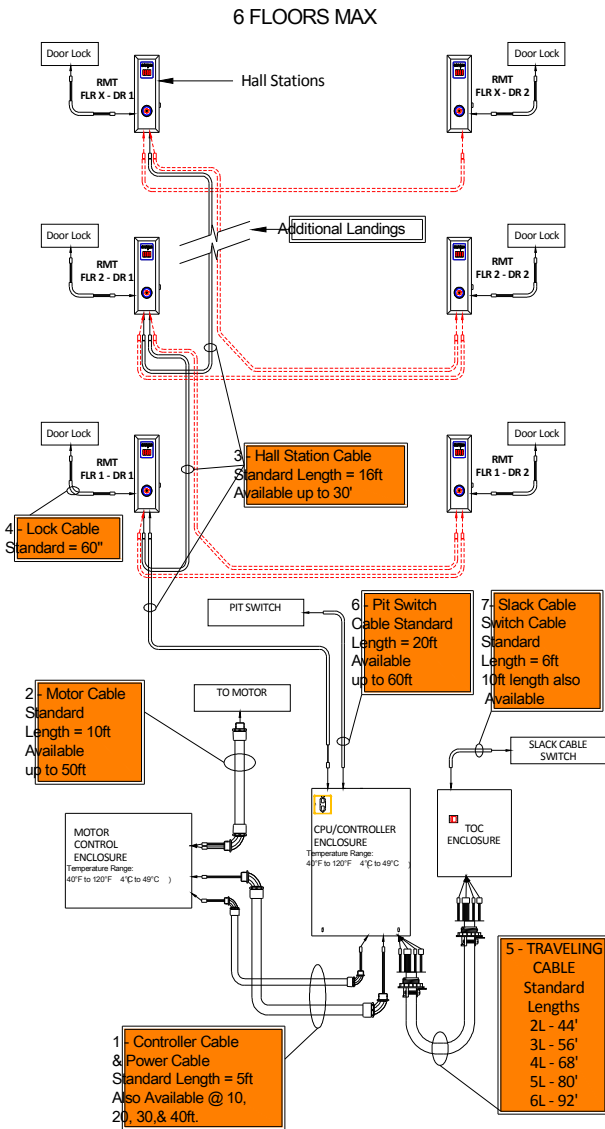 6 FLOORS MAX
Door Lock
RMT
FLR X - DR 1
Hall Stations
RMT
FLR X - DR 2
Door Lock
Additional Landings
Door Lock
RMT
FLR 2 - DR 1
RMT
FLR 2 - DR 2
Door Lock
Door Lock
RMT
FLR 1 - DR 1
3 - Hall Station Cable
Standard Length = 16ft
Available up to 30'
RMT
FLR 1 - DR 2
Door Lock
4 - Lock Cable
Standard = 60"
PIT SWITCH
6 - Pit Switch
Cable Standard
Length = 20ft
Available
up to 60ft
7- Slack Cable
Switch Cable
Standard
Length = 6ft
10ft length also
Available
2 - Motor Cable
Standard
Length = 10ft
Available
up to 50ft
TO MOTOR
SLACK CABLE
SWITCH
MOTOR
CONTROL
ENCLOSURE
Temperature Range:
40°F to 120°F 4°C to 49°C )
CPU/CONTROLLER
ENCLOSURE
Temperature Range:
40°F to 120°F 4°C to 49°C )
TOC
ENCLOSURE
1 - Controller Cable
& Power Cable
Standard Length = 5ft
Also Available @ 10,
20, 30,& 40ft.
5 - TRAVELING
CABLE
Standard
Lengths
2L - 44'
3L - 56'
4L - 68'
5L - 80'
6L - 92'